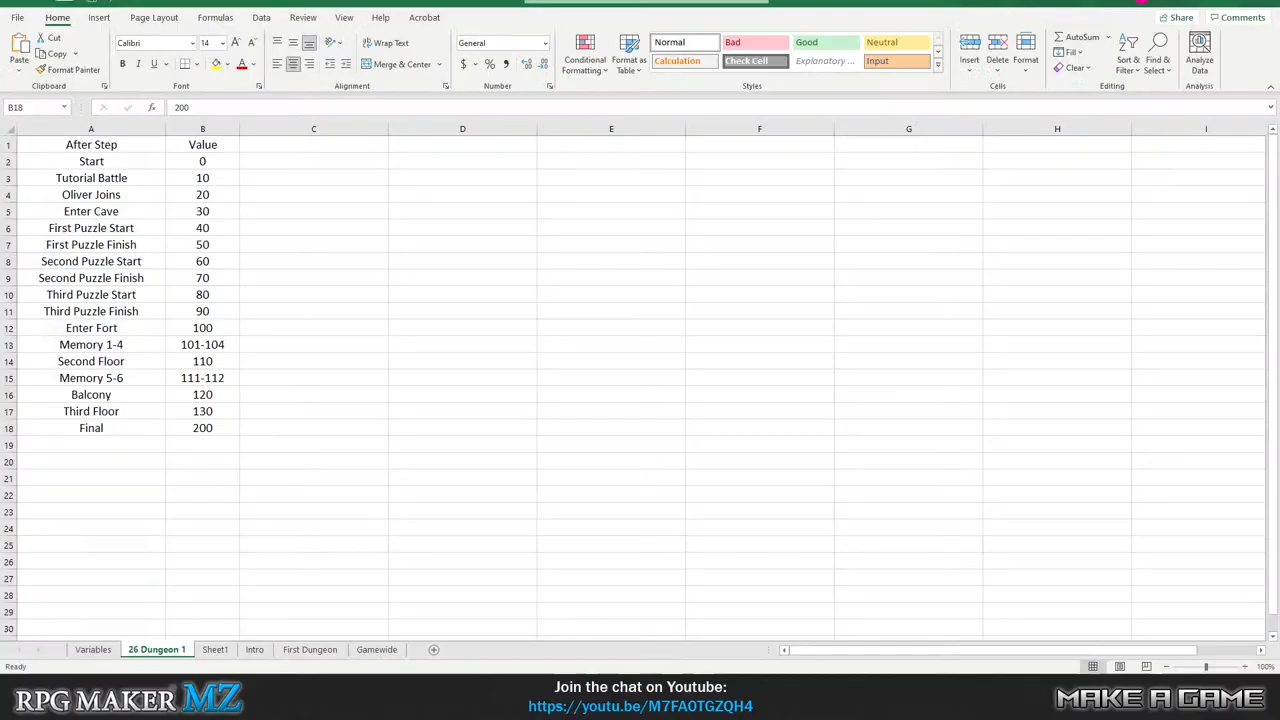 File Home Insert Page Layout Formulas Data Review View Help Acrobat Share Comments
Paste Cut Copy Format Painter Clipboard
Calibri 14 B I U Font
Wrap Text Merge & Center Alignment
General $ % Number
Conditional Formatting Format as Table
Normal Bad Good Neutral
Calculation Check Cell Explanatory ... Input
Styles
Insert Delete Format Cells
AutoSum Fill Clear Sort & Filter Find & Select Editing
Analyze Data Analysis
B18 fx 200
A B C D E F G H I
1 After Step Value
2 Start 0
3 Tutorial Battle 10
4 Oliver Joins 20
5 Enter Cave 30
6 First Puzzle Start 40
7 First Puzzle Finish 50
8 Second Puzzle Start 60
9 Second Puzzle Finish 70
10 Third Puzzle Start 80
11 Third Puzzle Finish 90
12 Enter Fort 100
13 Memory 1-4 101-104
14 Second Floor 110
15 Memory 5-6 111-112
16 Balcony 120
17 Third Floor 130
18 Final 200
19
20
21
22
23
24
25
26
27
28
29
30
Variables 26 Dungeon 1 Sheet1 Intro First Dungeon Gamewide
Ready 100%
RPG MAKER MZ
Join the chat on Youtube:
https://youtu.be/M7FA0TGZQH4
MAKE A GAME